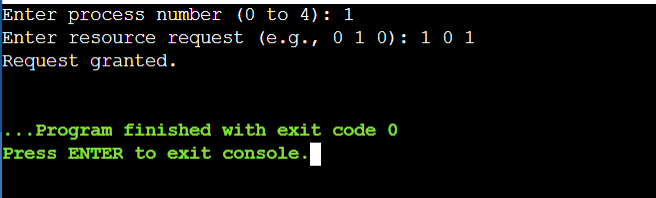 Enter process number (0 to 4): 1
Enter resource request (e.g., 0 1 0): 1 0 1
Request granted.
...Program finished with exit code 0
Press ENTER to exit console.